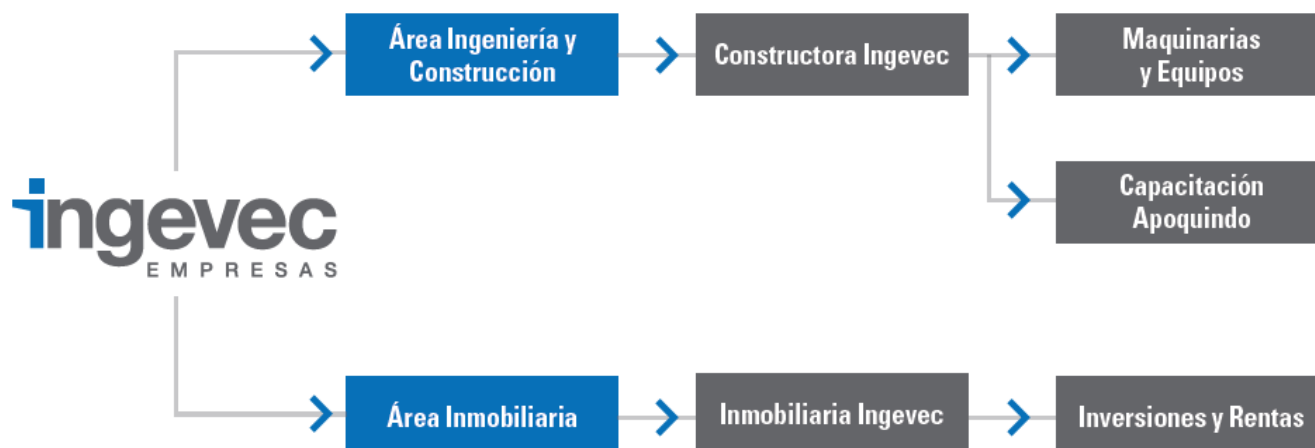 Área Ingeniería y
Construcción
Constructora Ingevec
Maquinarias
y Equipos
Capacitación
Apoquindo
ingevec
EMPRESAS
Área Inmobiliaria
Inmobiliaria Ingevec
Inversiones y Rentas